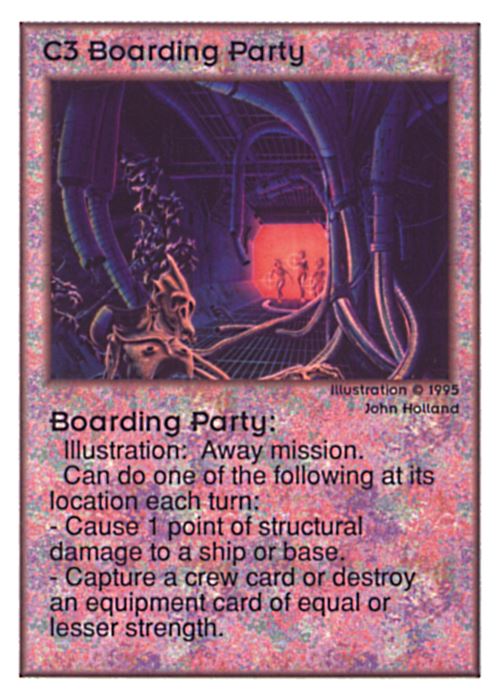 C3 Boarding Party
Illustration © 1995
John Holland
Boarding Party:
Illustration: Away mission.
Can do one of the following at its
location each turn:
- Cause 1 point of structural
damage to a ship or base.
- Capture a crew card or destroy
an equipment card of equal or
lesser strength.